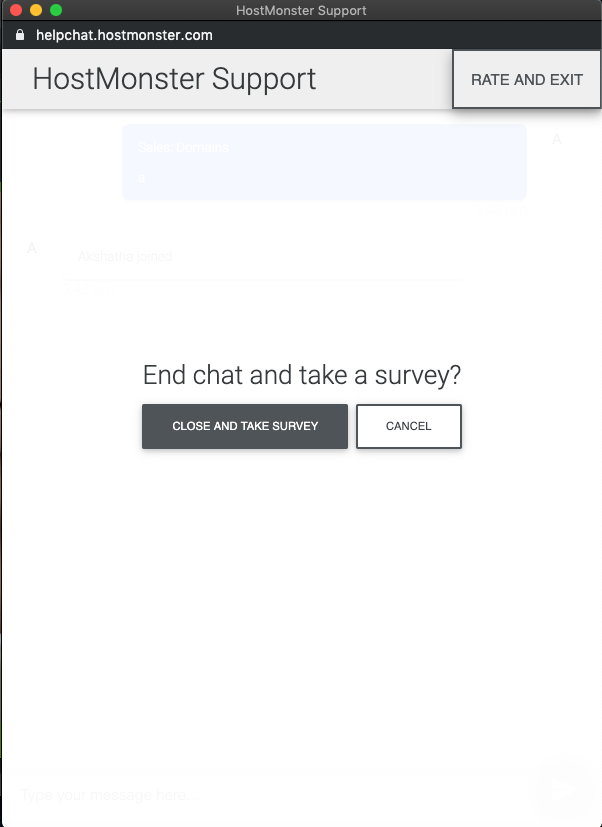 HostMonster Support
helpchat.hostmonster.com
HostMonster Support
RATE AND EXIT
Sales Domains
A
a
A
Akshatha joined
End chat and take a survey?
CLOSE AND TAKE SURVEY
CANCEL
Type your message here...